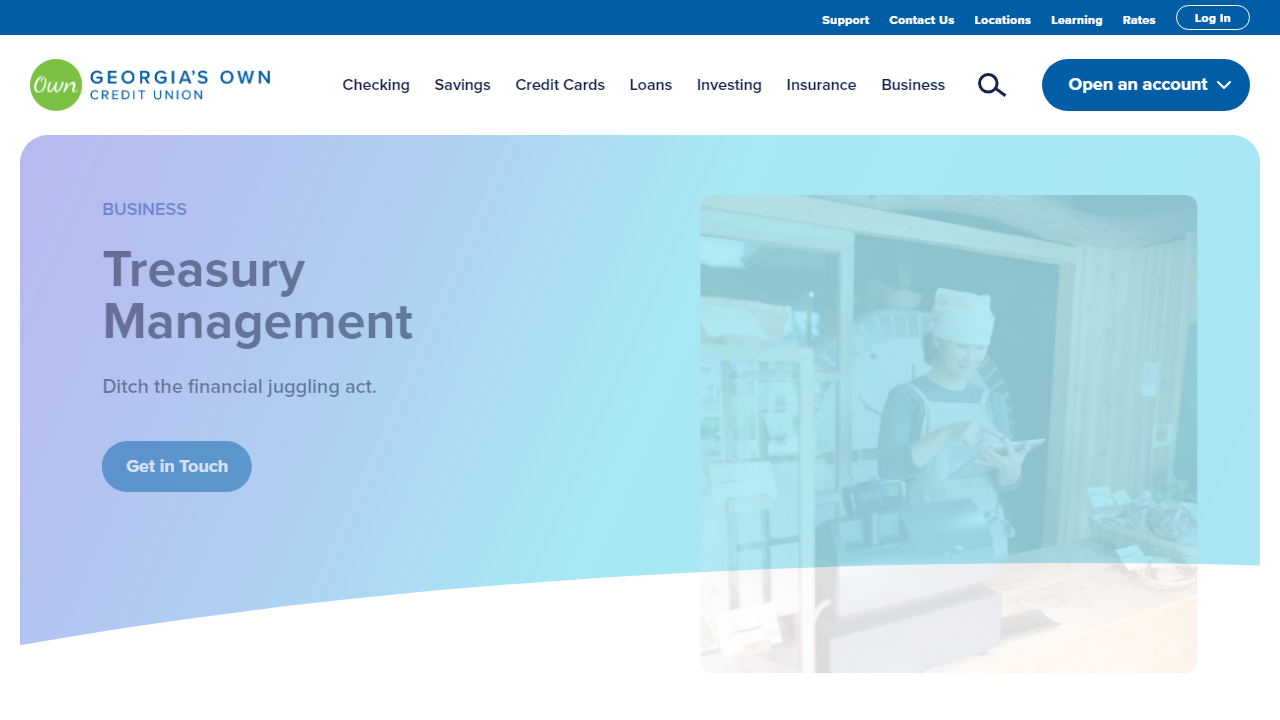 Support Contact Us Locations Learning Rates Log In
Own GEORGIA'S OWN
CREDIT UNION
Checking Savings Credit Cards Loans Investing Insurance Business Open an account
BUSINESS
Treasury
Management
Ditch the financial juggling act.
Get in Touch